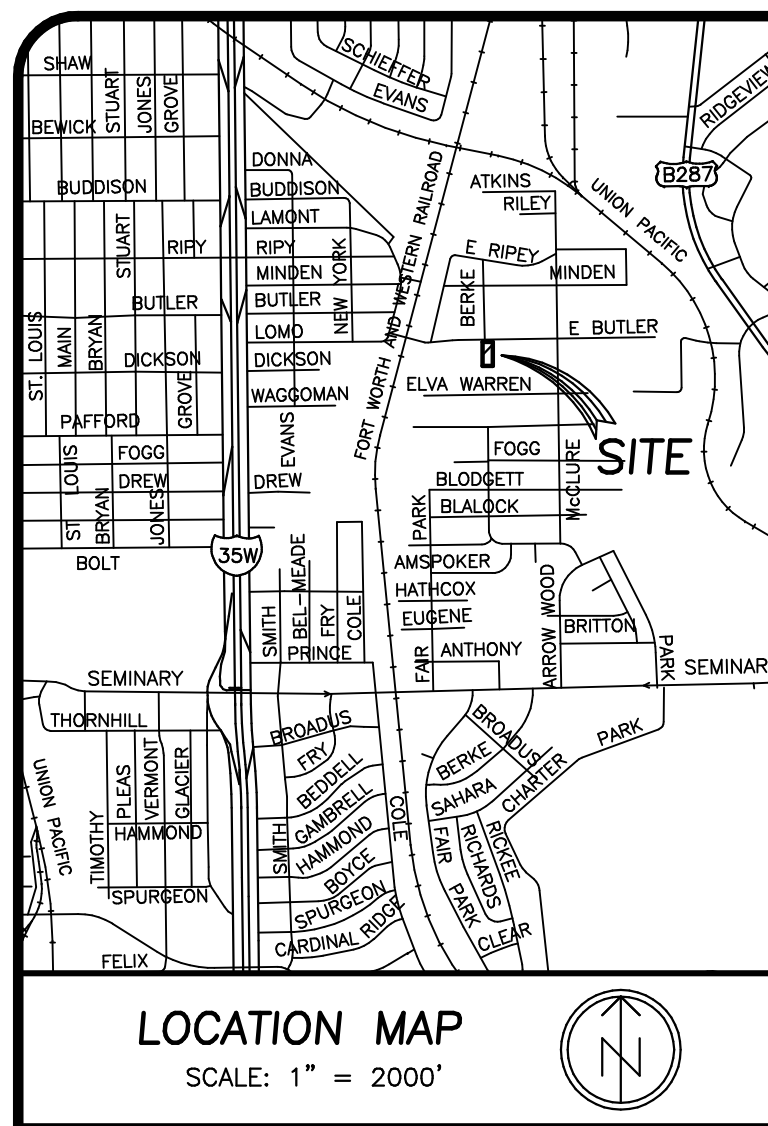 SHAW
STUART
JONES
GROVE
BEWICK
SCHIEFFER
EVANS
RIDGEVIEW
BUDDISON
DONNA
BUDDISON
LAMONT
ATKINS
RILEY
UNION PACIFIC
B287
STUART
RIPY
RIPY
MINDEN
NEW YORK
FORT WORTH AND WESTERN RAILROAD
E RIPEY
MINDEN
BERKE
BUTLER
BUTLER
LOMO
E BUTLER
ST. LOUIS
MAIN
BRYAN
DICKSON
DICKSON
GROVE
WAGGOMAN
ELVA WARREN
PAFFORD
EVANS
SITE
ST LOUIS
FOGG
FOGG
McCLURE
DREW
DREW
BLODGETT
BRYAN
JONES
PARK
BLALOCK
BOLT
35W
AMSPOKER
HATHCOX
EUGENE
SMITH
BEL-MEADE
FRY
COLE
PRINCE
FAIR
ANTHONY
ARROW WOOD
BRITTON
PARK
SEMINARY
SEMINAR
THORNHILL
BROADUS
FRY
BEDDELL
BROADUS
BERKE
PARK
CHARTER
SAHARA
UNION PACIFIC
PLEAS
VERMONT
GLACIER
GAMBRELL
COLE
TIMOTHY
HAMMOND
SMITH
HAMMOND
BOYCE
FAIR
PARK
RICHARDS
RICKEE
SPURGEON
SPURGEON
CARDINAL RIDGE
CLEAR
FELIX
LOCATION MAP
SCALE: 1" = 2000'
N